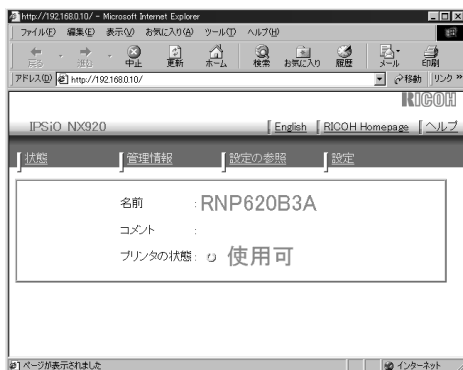 http://192.168.0.10/ - Microsoft Internet Explorer
ファイル(F) 編集(E) 表示(V) お気に入り(A) ツール(T) ヘルプ(H)
戻る 進む 中止 更新 ホーム 検索 お気に入り 履歴 メール 印刷
アドレス(D) http://192.168.0.10/ 移動 リンク »
RICOH
IPSiO NX920 English RICOH Homepage ヘルプ
状態 管理情報 設定の参照 設定
名前 : RNP620B3A
コメント :
プリンタの状態 : 使用可
ページが表示されました インターネット